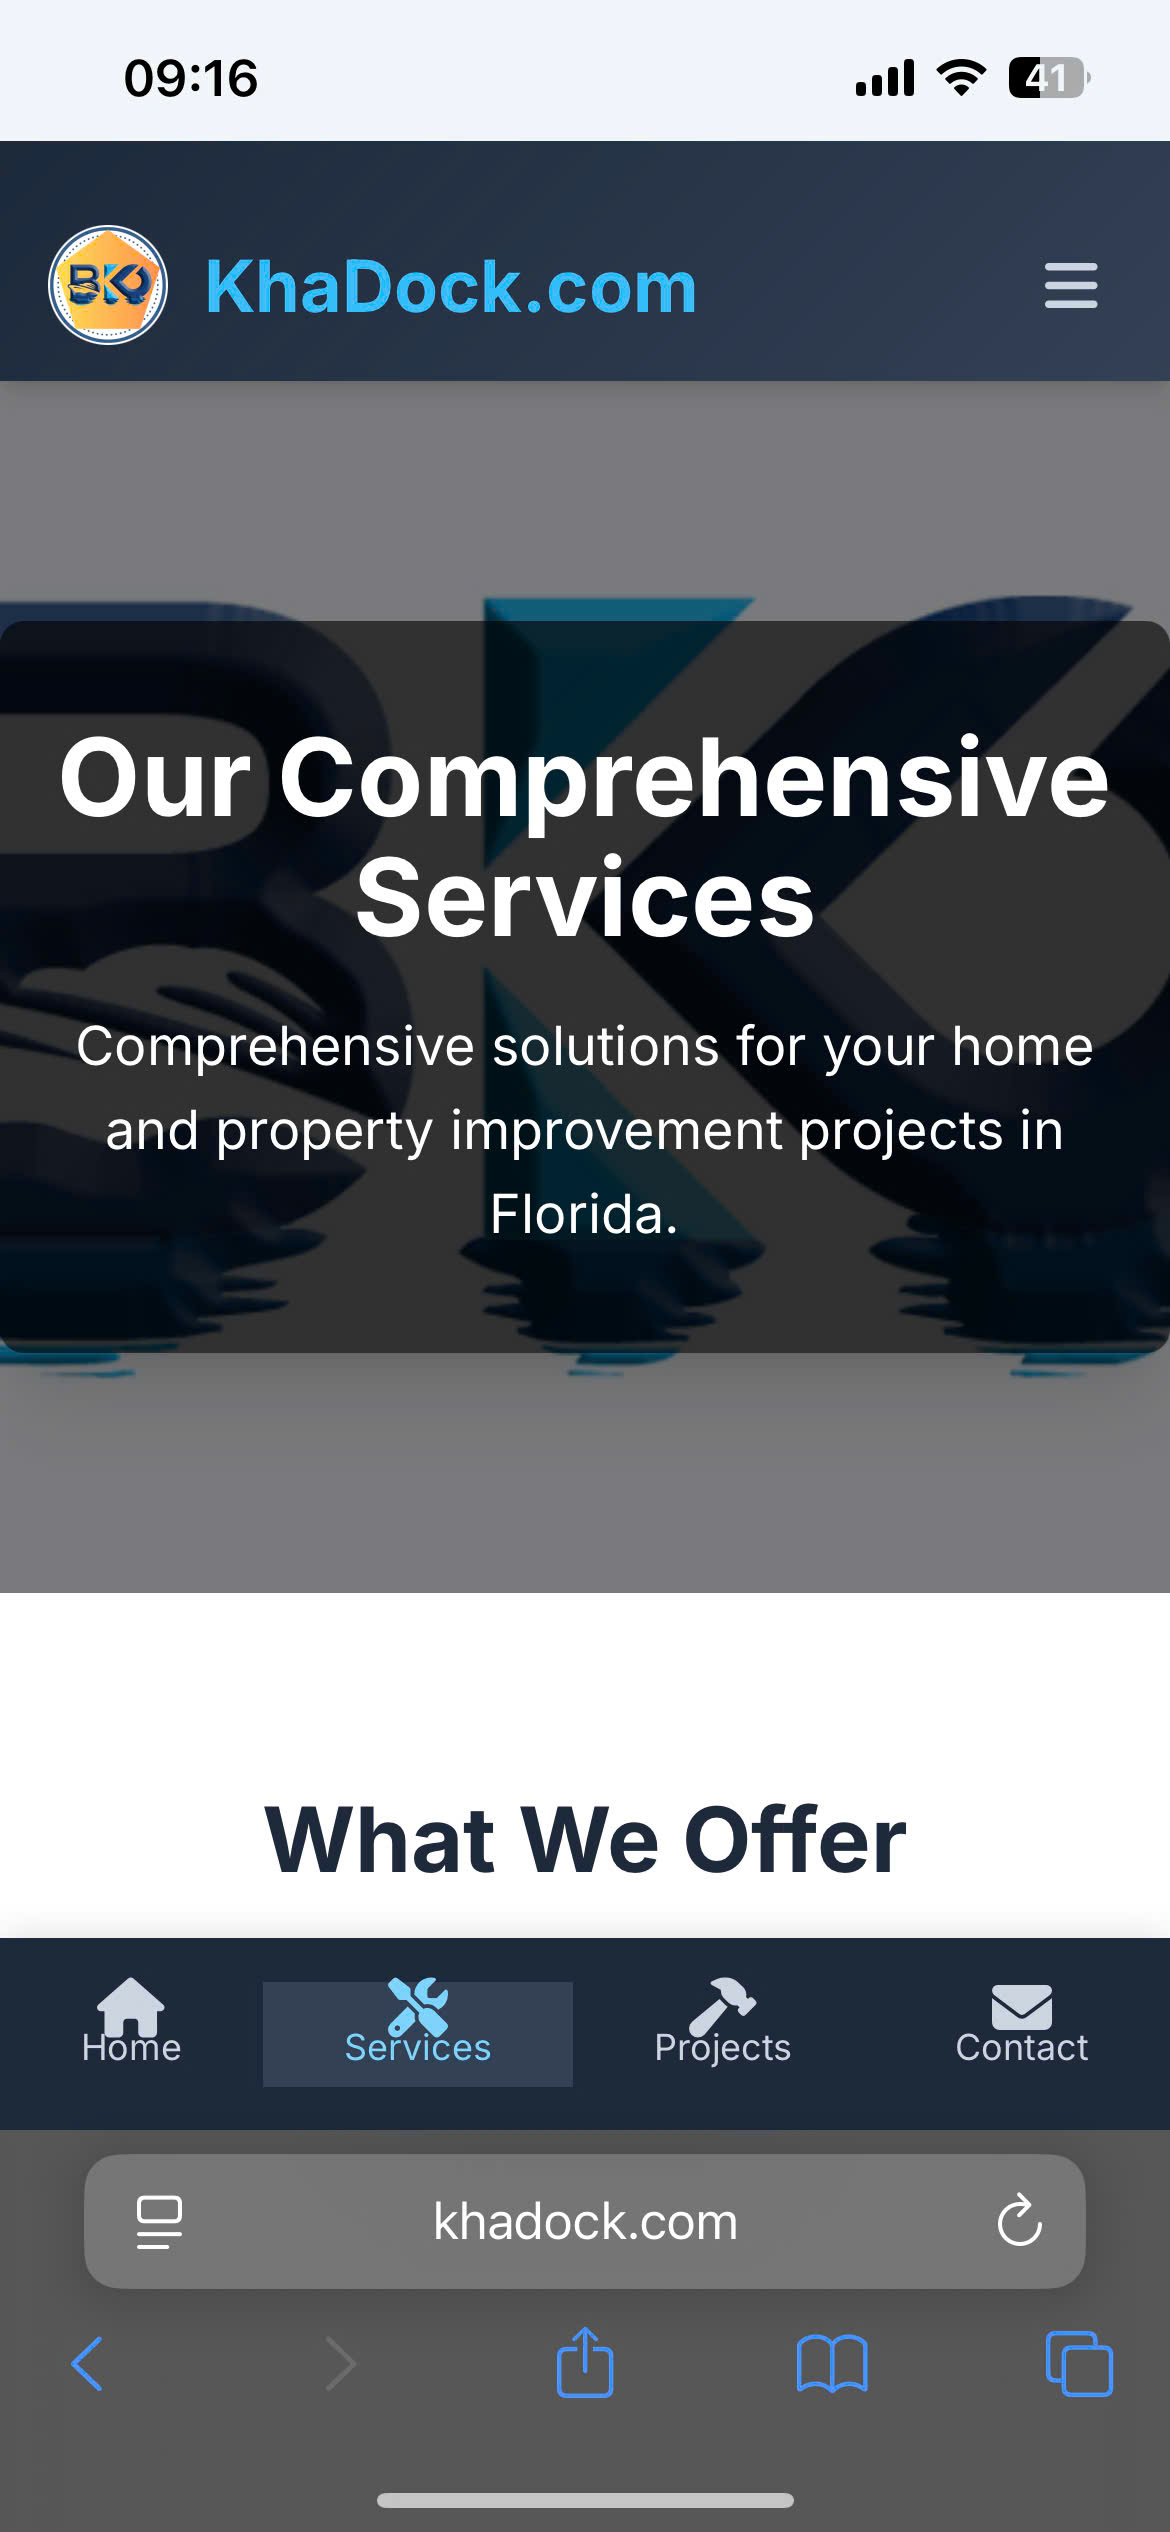 09:16
41
BKO
KhaDock.com
Our Comprehensive
Services
Comprehensive solutions for your home
and property improvement projects in
Florida.
What We Offer
Home
Services
Projects
Contact
khadock.com